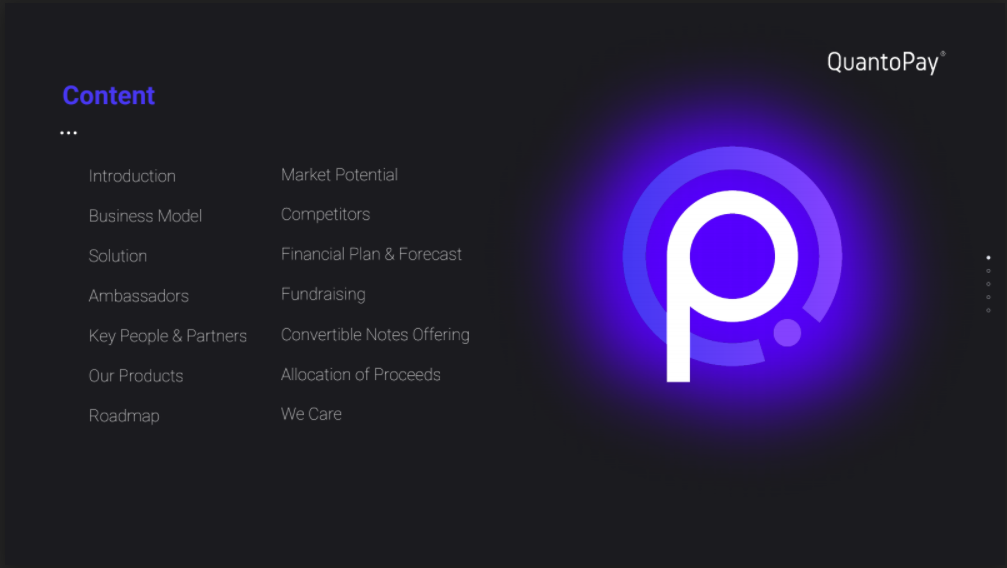 QuantoPay®
Content
...
Introduction
Business Model
Solution
Ambassadors
Key People & Partners
Our Products
Roadmap
Market Potential
Competitors
Financial Plan & Forecast
Fundraising
Convertible Notes Offering
Allocation of Proceeds
We Care